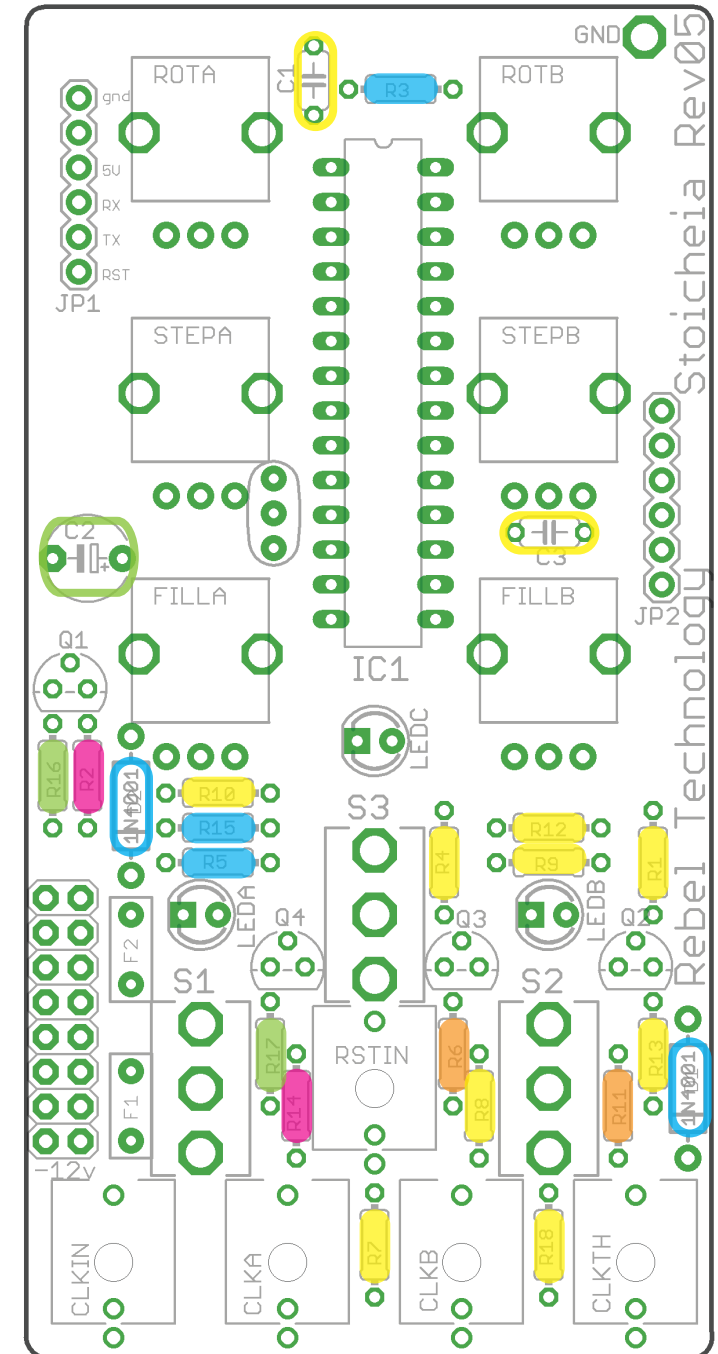 GND
ROTA
C1
R3
ROTB
gnd
5V
RX
TX
RST
JP1
Stoicheia Rev05
STEPA
STEPB
C2
C3
FILLA
FILLB
JP2
Q1
IC1
LEDC
R16
R2
1N4001
R10
S3
R15
R12
R5
R4
R9
R1
LEDA
LEDB
Q4
Q3
Q2
Rebel Technology
F2
S1
S2
RSTIN
R17
R6
R13
1N4001
F1
R14
R8
R11
-12v
CLKIN
CLKA
R7
CLKB
R18
CLKTH